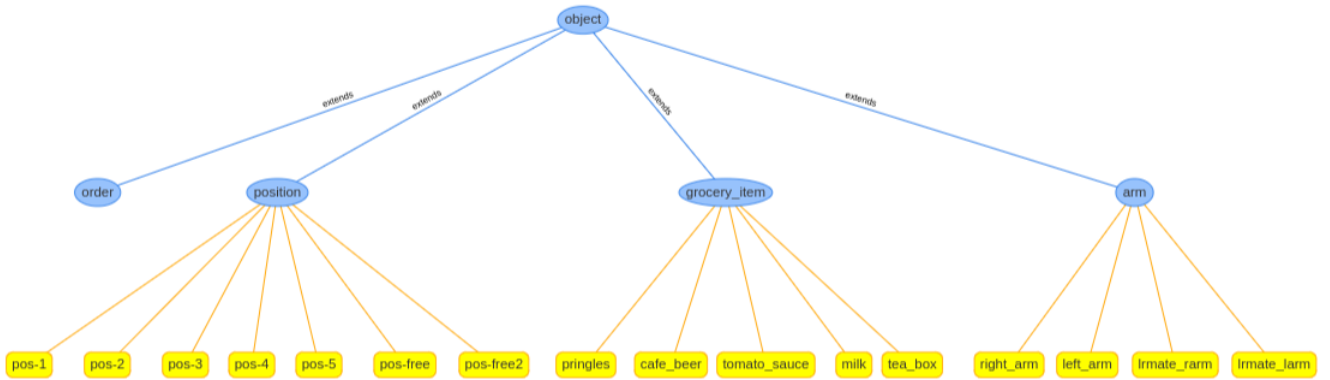 object
extends
extends
extends
extends
order
position
grocery_item
arm
pos-1
pos-2
pos-3
pos-4
pos-5
pos-free
pos-free2
pringles
cafe_beer
tomato_sauce
milk
tea_box
right_arm
left_arm
lrmate_rarm
lrmate_larm